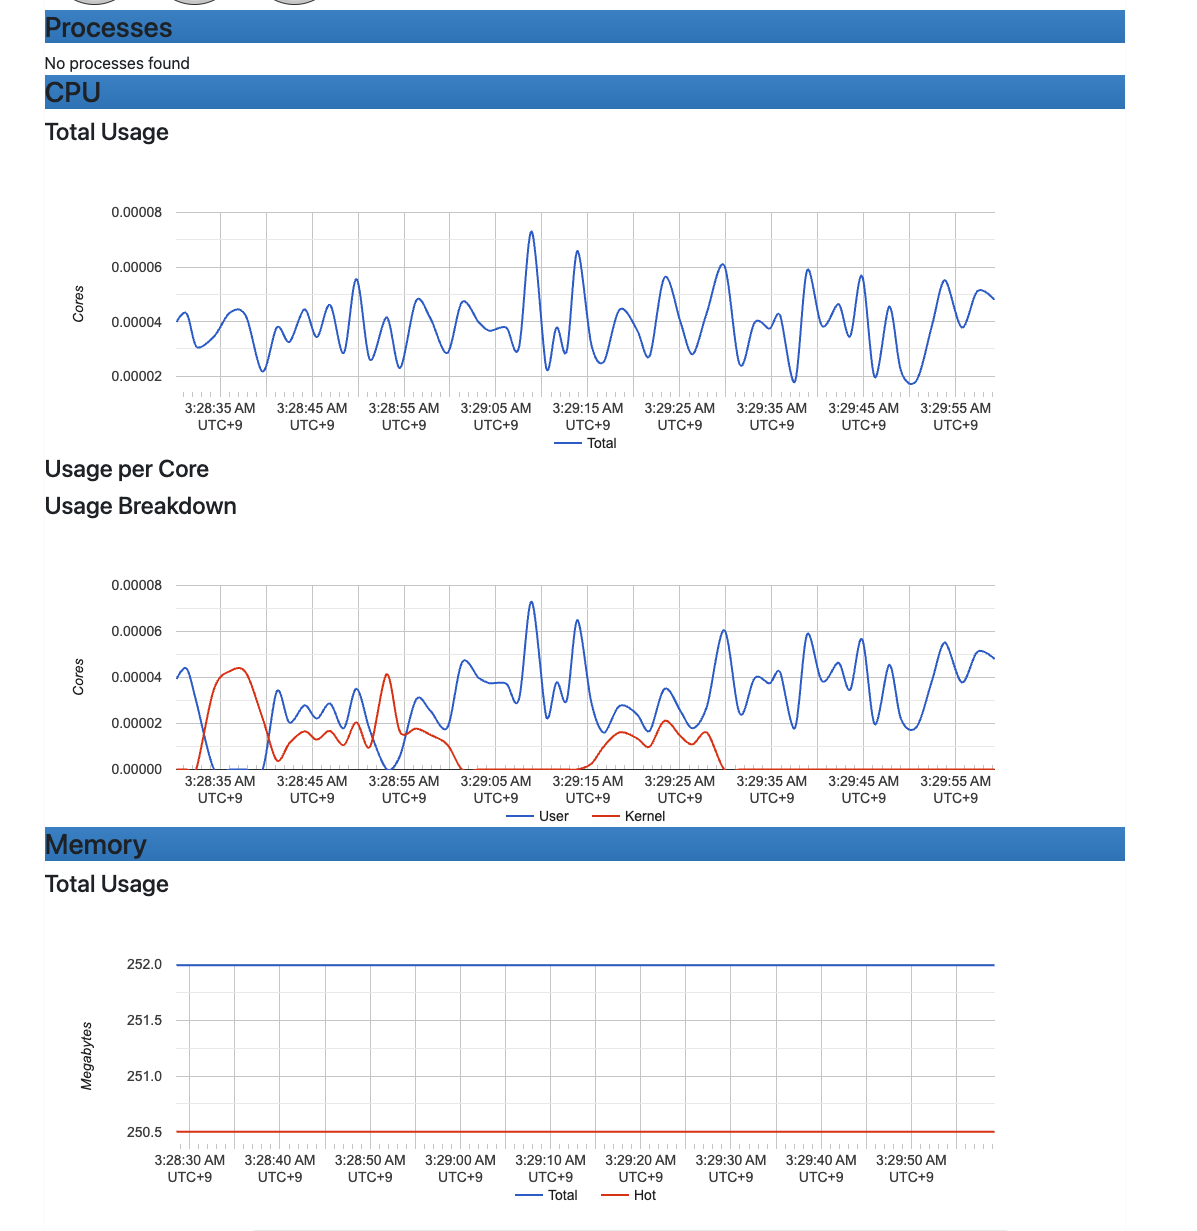 Processes
No processes found
CPU
Total Usage
0.00008
0.00006
0.00004
0.00002
Cores
3:28:35 AM 3:28:45 AM 3:28:55 AM 3:29:05 AM 3:29:15 AM 3:29:25 AM 3:29:35 AM 3:29:45 AM 3:29:55 AM
UTC+9 UTC+9 UTC+9 UTC+9 UTC+9 UTC+9 UTC+9 UTC+9 UTC+9
Total
Usage per Core
Usage Breakdown
0.00008
0.00006
0.00004
0.00002
0.00000
Cores
3:28:35 AM 3:28:45 AM 3:28:55 AM 3:29:05 AM 3:29:15 AM 3:29:25 AM 3:29:35 AM 3:29:45 AM 3:29:55 AM
UTC+9 UTC+9 UTC+9 UTC+9 UTC+9 UTC+9 UTC+9 UTC+9 UTC+9
User Kernel
Memory
Total Usage
252.0
251.5
251.0
250.5
Megabytes
3:28:30 AM 3:28:40 AM 3:28:50 AM 3:29:00 AM 3:29:10 AM 3:29:20 AM 3:29:30 AM 3:29:40 AM 3:29:50 AM
UTC+9 UTC+9 UTC+9 UTC+9 UTC+9 UTC+9 UTC+9 UTC+9 UTC+9
Total Hot